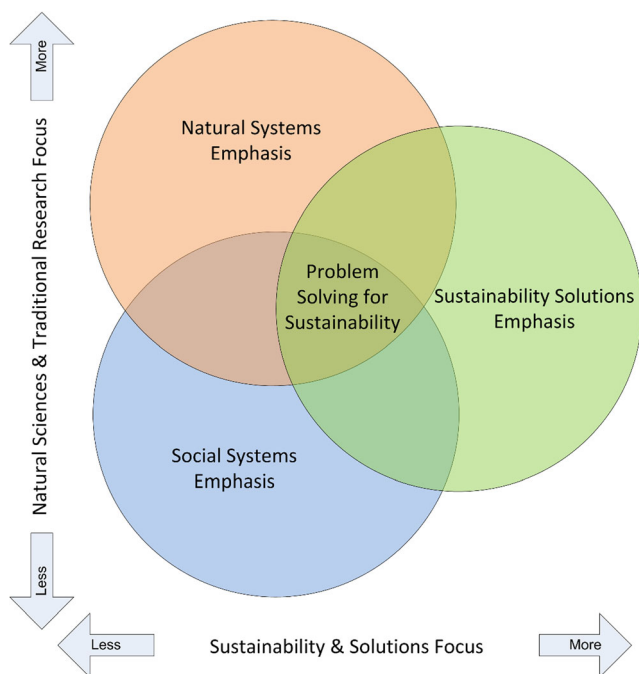 More
Natural Sciences & Traditional Research Focus
Less
Natural Systems
Emphasis
Problem
Solving for
Sustainability
Sustainability Solutions
Emphasis
Social Systems
Emphasis
Less
Sustainability & Solutions Focus
More